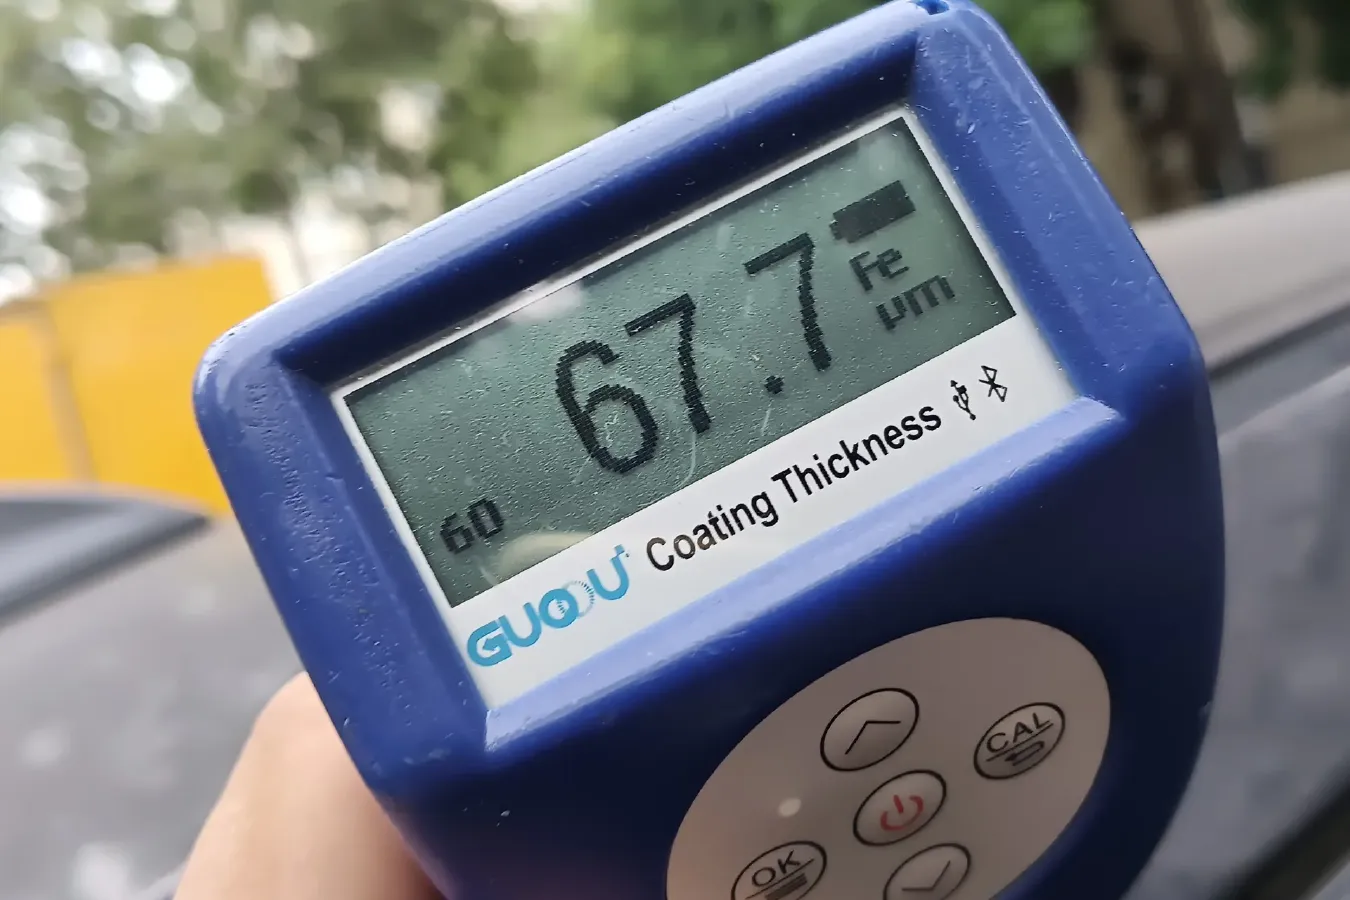 67.7
Fe
μm
60
GUOOU Coating Thickness
CAL
OK